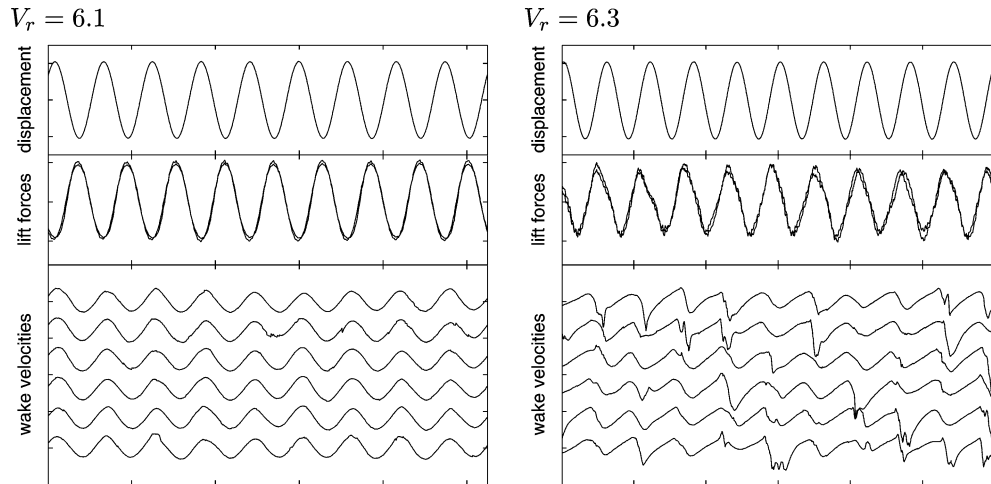 V_r = 6.1
displacement
lift forces
wake velocities
V_r = 6.3
displacement
lift forces
wake velocities